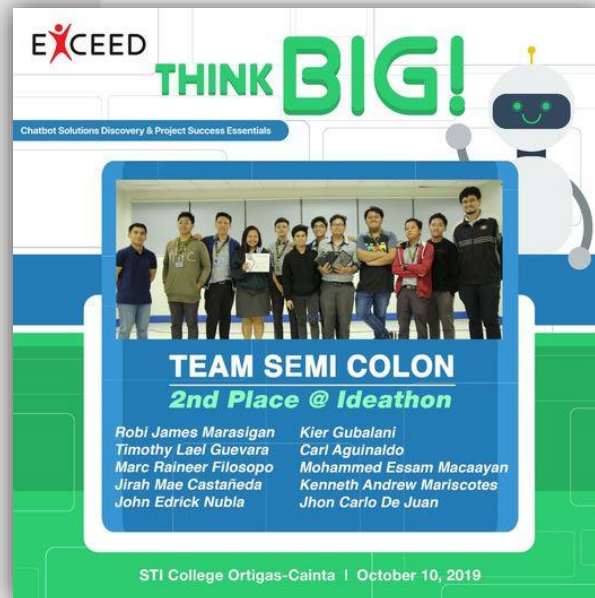 EXCEED
THINK BIG!
Chatbot Solutions Discovery & Project Success Essentials
TEAM SEMI COLON
2nd Place @ Ideathon
Robi James Marasigan
Timothy Lael Guevara
Marc Raineer Filosopo
Jirah Mae Castañeda
John Edrick Nubla
Kier Gubalani
Carl Aguinaldo
Mohammed Essam Macaayan
Kenneth Andrew Mariscotes
Jhon Carlo De Juan
STI College Ortigas-Cainta | October 10, 2019